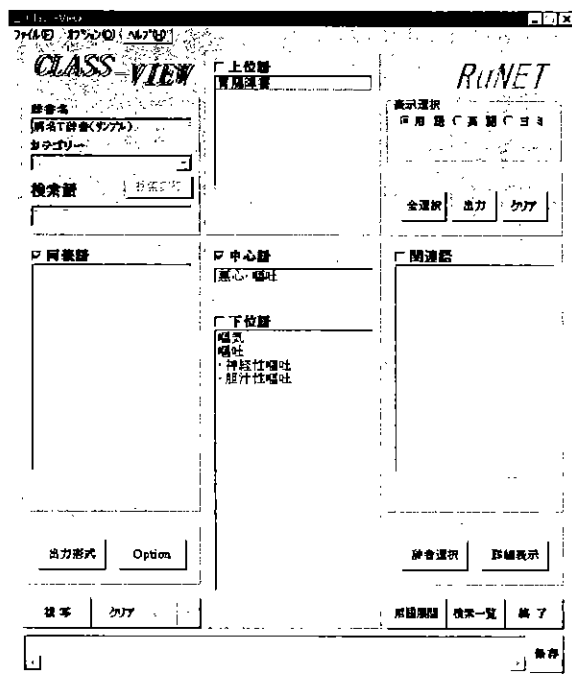 ファイル(F) オプション(O) ヘルプ(H)
CLASS_VIEW
RuNET
上位語
胃腸障害
辞書名
病名T辞書(サンプル)
カテゴリー
検索語
表示選択
用語 英語 ヨミ
全選択 出力 クリア
同義語
中心語
悪心・嘔吐
関連語
下位語
嘔気
嘔吐
・神経性嘔吐
・胆汁性嘔吐
出力形式 Option
辞書選択 詳細表示
複写 クリア
検索一覧 終了
保存